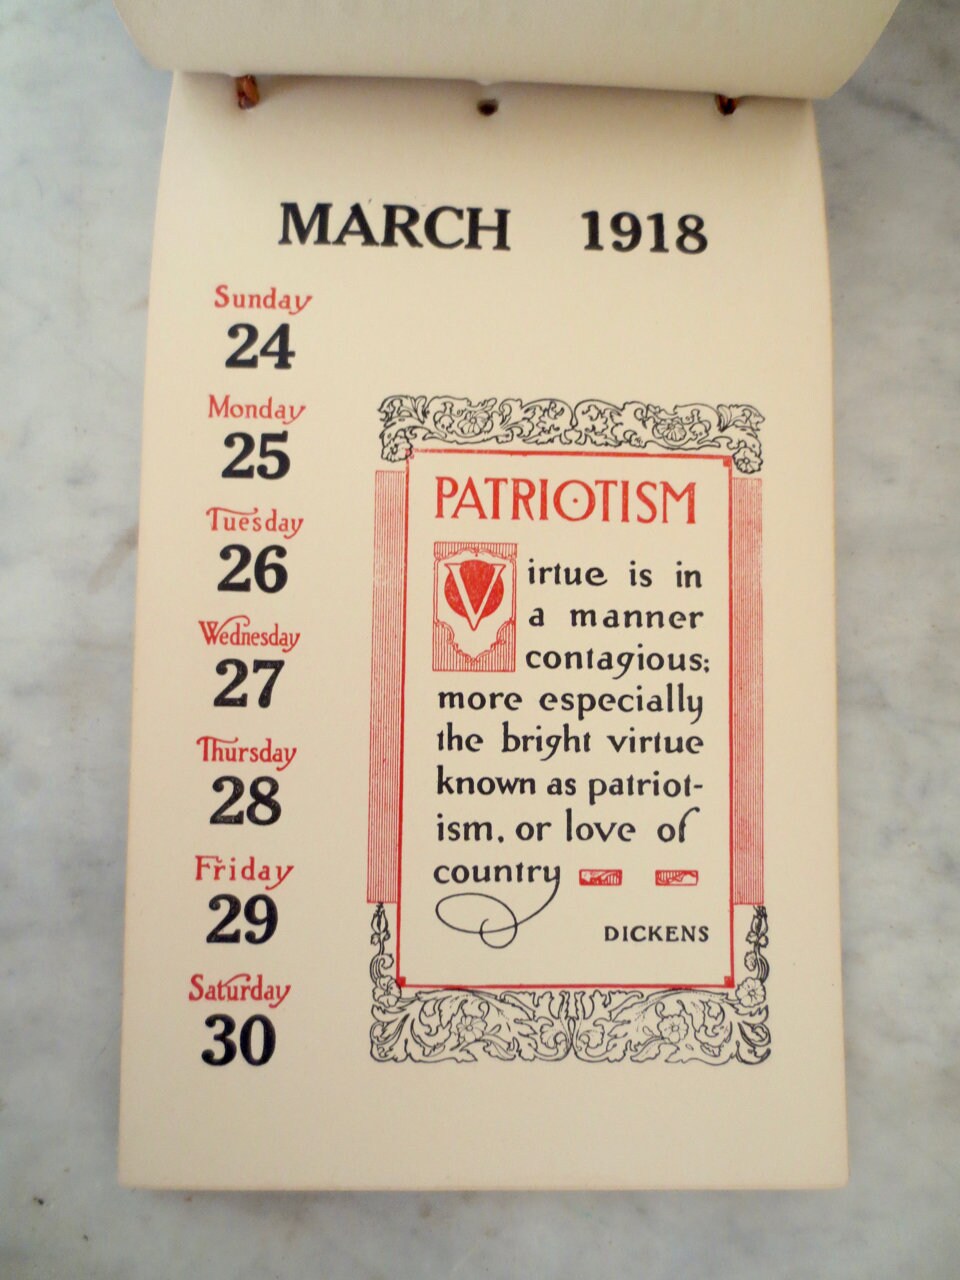 MARCH 1918
Sunday
24
Monday
25
Tuesday
26
Wednesday
27
Thursday
28
Friday
29
Saturday
30
PATRIOTISM
Virtue is in
a manner
contagious;
more especially
the bright virtue
known as patriot-
ism, or love of
country
DICKENS